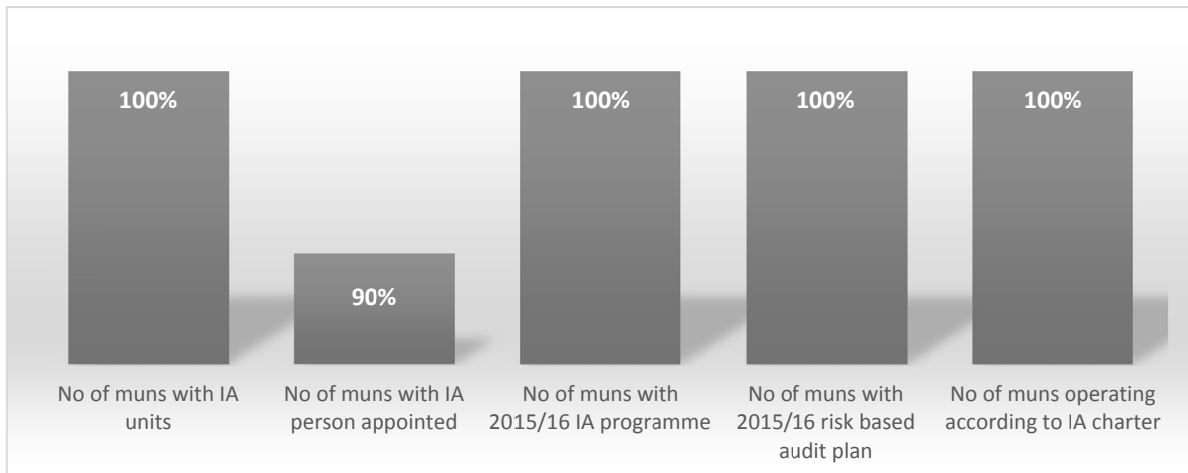 100%
90%
100%
100%
100%
No of muns with IA
units
No of muns with IA
person appointed
No of muns with
2015/16 IA programme
No of muns with
2015/16 risk based
audit plan
No of muns operating
according to IA charter